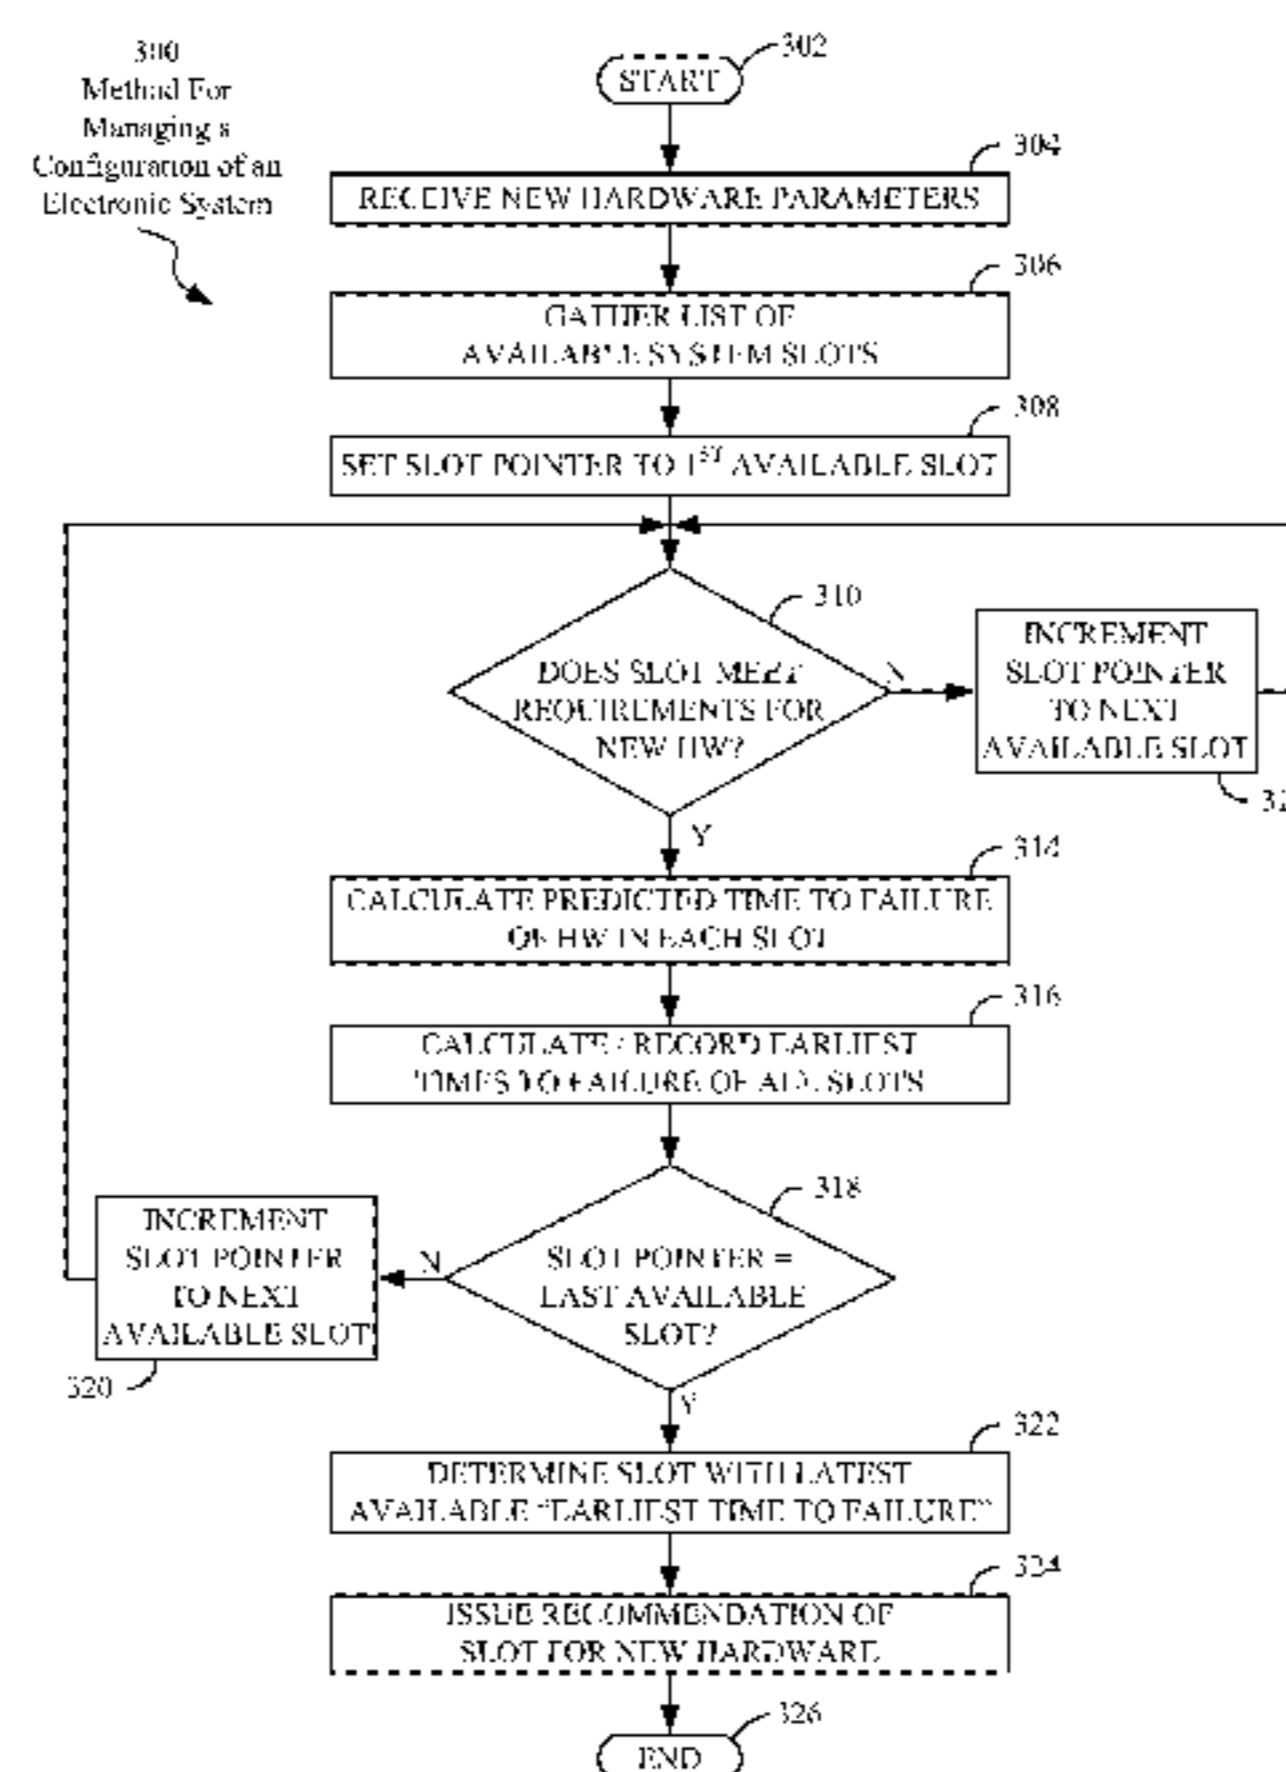 300
Method For
Managing a
Configuration of an
Electronic System
302
START
304
RECEIVE NEW HARDWARE PARAMETERS
306
GATHER LIST OF
AVAILABLE SYSTEM SLOTS
308
SET SLOT POINTER TO 1ST AVAILABLE SLOT
310
DOES SLOT MEET
REQUIREMENTS FOR
NEW HW?
N
INCREMENT
SLOT POINTER
TO NEXT
AVAILABLE SLOT
Y
314
CALCULATE PREDICTED TIME TO FAILURE
OF HW IN EACH SLOT
316
CALCULATE / RECORD EARLIEST
TIMES TO FAILURE OF ALL SLOTS
318
SLOT POINTER =
LAST AVAILABLE
SLOT?
N
INCREMENT
SLOT POINTER
TO NEXT
AVAILABLE SLOT
320
Y
322
DETERMINE SLOT WITH LATEST
AVAILABLE "EARLIEST TIME TO FAILURE"
324
ISSUE RECOMMENDATION OF
SLOT FOR NEW HARDWARE
326
END